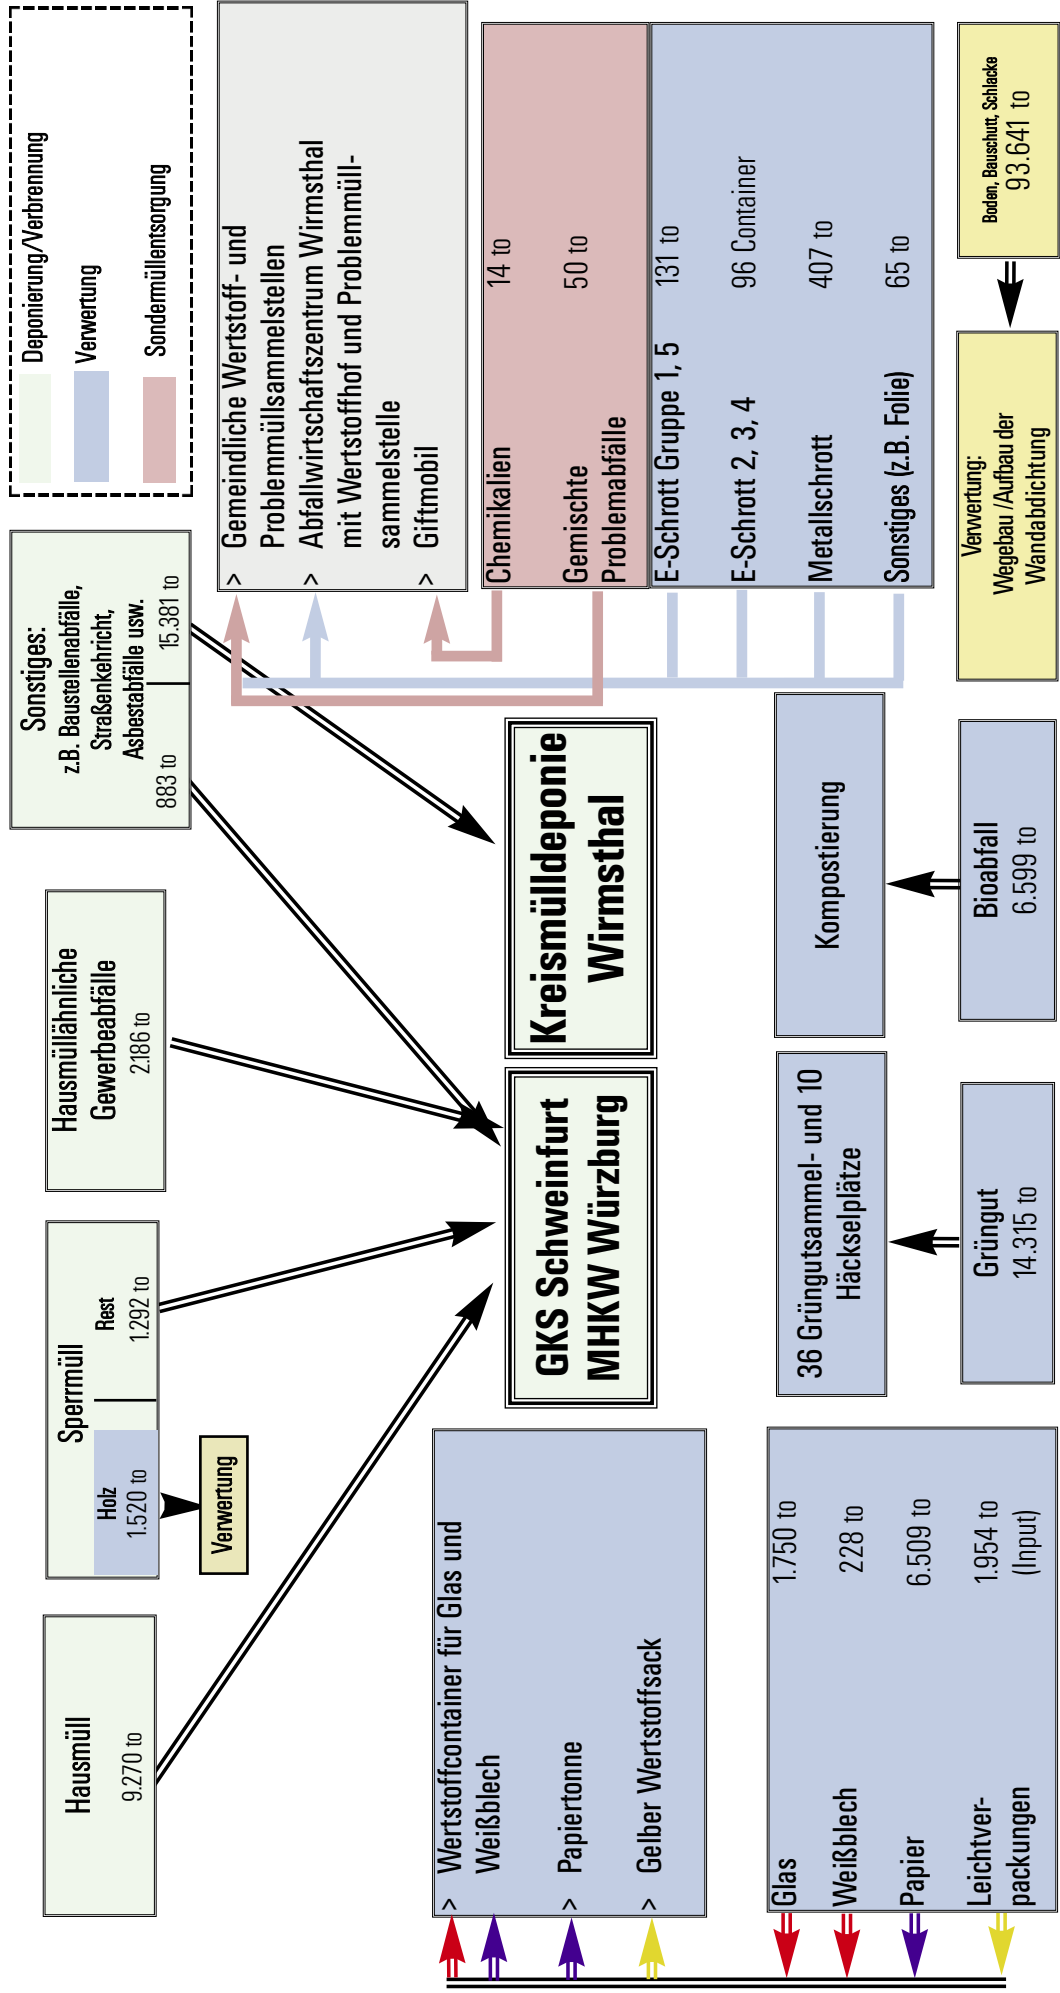 Hausmüll
9.270 to
Sperrmüll
Holz
1.520 to
Rest
1.292 to
Verwertung
Hausmüllähnliche
Gewerbeabfälle
2.186 to
Sonstiges:
z.B. Baustellenabfälle,
Straßenkehricht,
Asbestabfälle usw.
883 to
15.381 to
Deponierung/Verbrennung
Verwertung
Sondermüllentsorgung
> Gemeindliche Wertstoff- und
Problemmüllsammelstellen
> Abfallwirtschaftszentrum Wirmsthal
mit Wertstoffhof und Problemmüll-
sammelstelle
> Giftmobil
> Wertstoffcontainer für Glas und
Weißblech
> Papiertonne
> Gelber Wertstoffsack
GKS Schweinfurt
MHKW Würzburg
Kreismülldeponie
Wirmsthal
Chemikalien 14 to
Gemischte 50 to
Problemabfälle
E-Schrott Gruppe 1, 5 131 to
E-Schrott 2, 3, 4 96 Container
Metallschrott 407 to
Sonstiges (z.B. Folie) 65 to
Glas 1.750 to
Weißblech 228 to
Papier 6.509 to
Leichtver- 1.954 to
packungen (Input)
36 Grüngutsammel- und 10
Häckselplätze
Grüngut
14.315 to
Kompostierung
Bioabfall
6.599 to
Verwertung:
Wegebau /Aufbau der
Wandabdichtung
Boden, Bauschutt, Schlacke
93.641 to